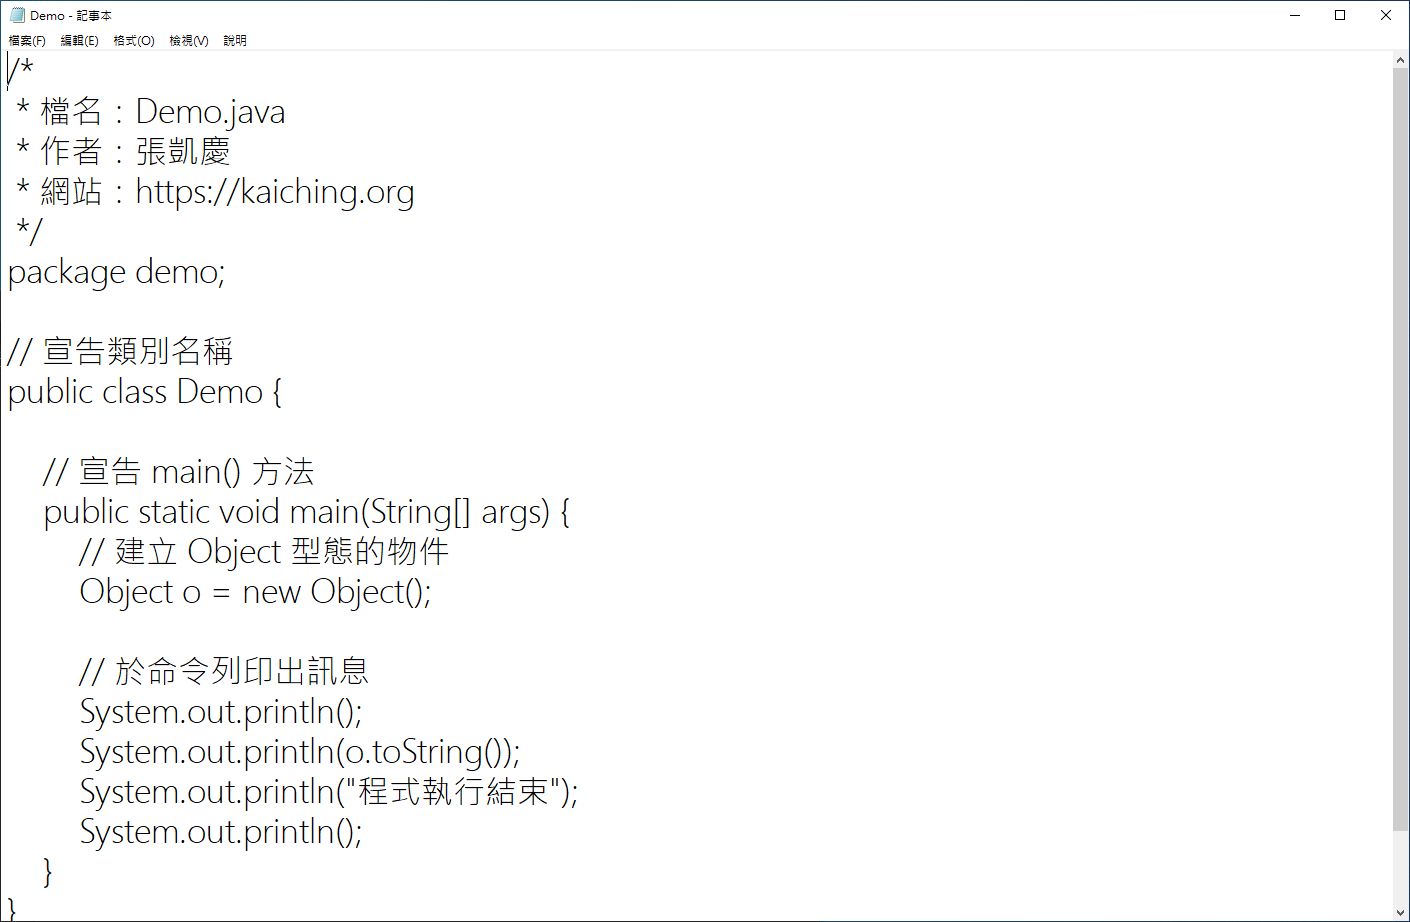 Demo - 記事本
檔案(F) 編輯(E) 格式(O) 檢視(V) 說明
/*
 * 檔名：Demo.java
 * 作者：張凱慶
 * 網站：https://kaiching.org
 */
package demo;

// 宣告類別名稱
public class Demo {

    // 宣告 main() 方法
    public static void main(String[] args) {
        // 建立 Object 型態的物件
        Object o = new Object();

        // 於命令列印出訊息
        System.out.println();
        System.out.println(o.toString());
        System.out.println("程式執行結束");
        System.out.println();
    }
}